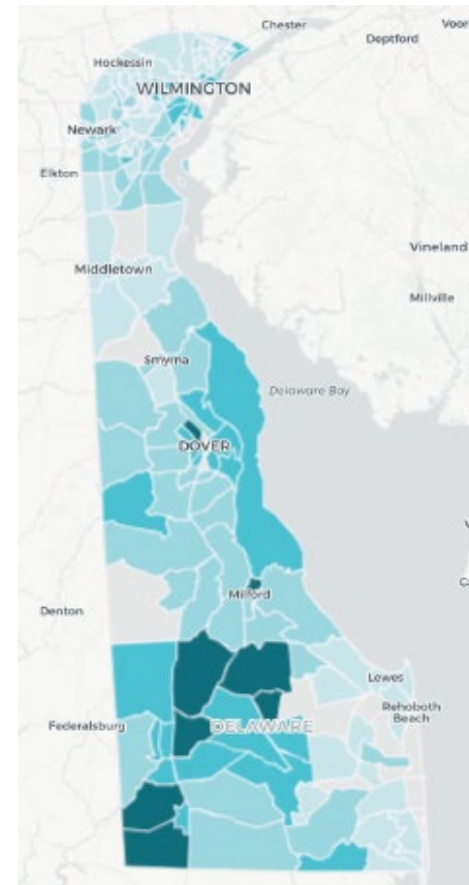 Chester
Voor
Deptford
Hockessin
WILMINGTON
Newark
Elkton
Vineland
Middletown
Millville
Smyrna
Delaware Bay
DOVER
Milford
Denton
Lewes
Rehoboth
Beach
Federalsburg
DELAWARE